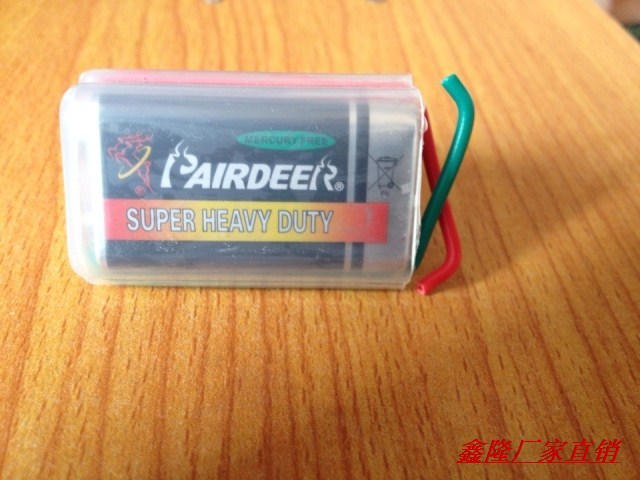 MERCURY FREE
PAIRDEER®
®
SUPER HEAVY DUTY
鑫隆厂家直销